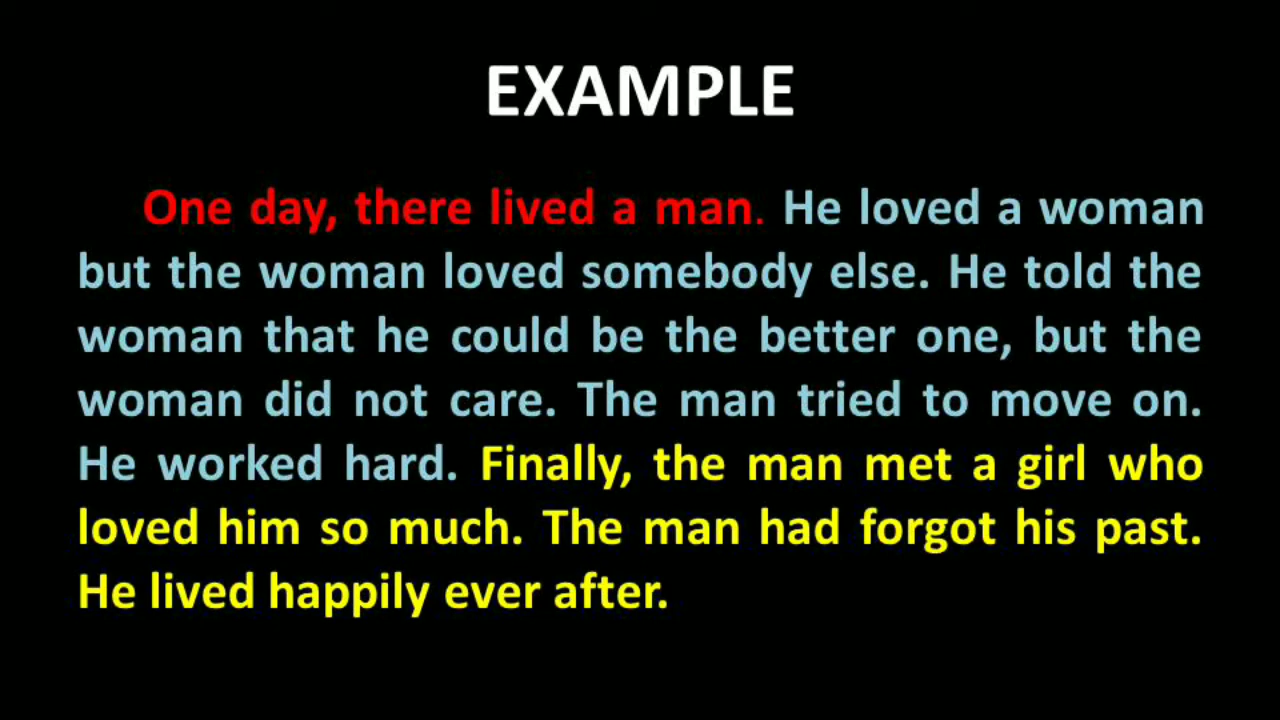 EXAMPLE
One day, there lived a man. He loved a woman
but the woman loved somebody else. He told the
woman that he could be the better one, but the
woman did not care. The man tried to move on.
He worked hard. Finally, the man met a girl who
loved him so much. The man had forgot his past.
He lived happily ever after.